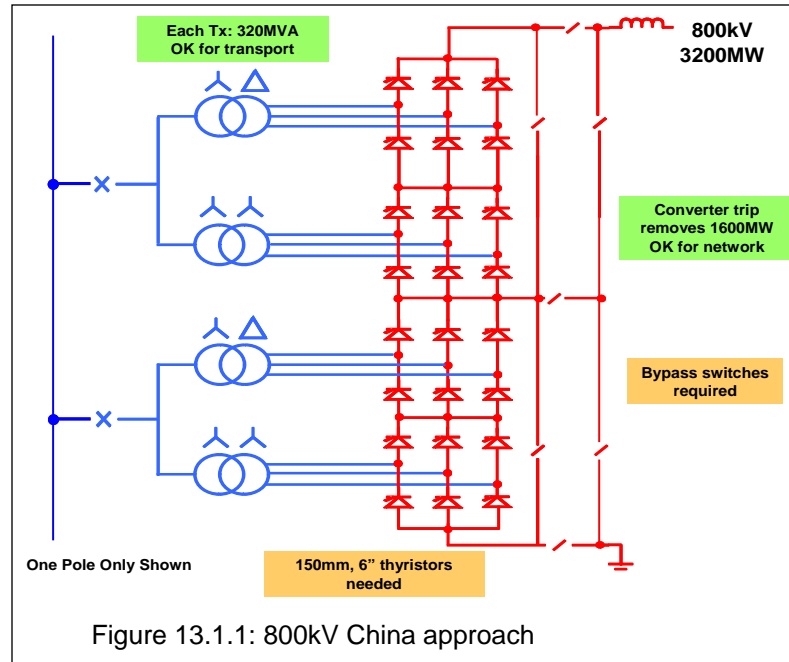 Each Tx: 320MVA
OK for transport
800kV
3200MW
Converter trip
removes 1600MW
OK for network
Bypass switches
required
One Pole Only Shown
150mm, 6” thyristors
needed
Figure 13.1.1: 800kV China approach